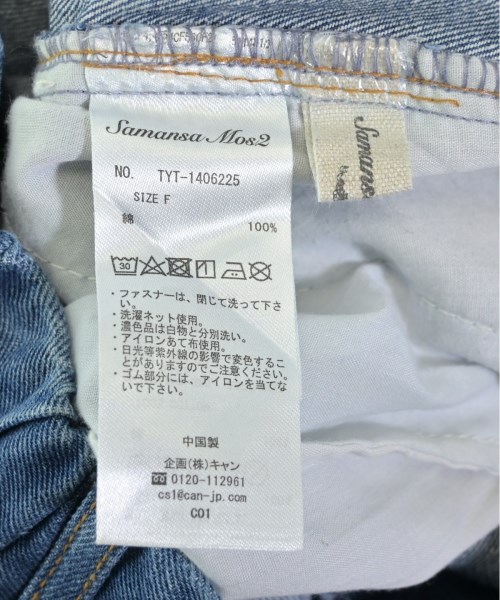 Samansa Mos2
NO. TYT-1406225
SIZE F
綿 100%
30
・ファスナーは、閉じて洗って下さ
い。
・洗濯ネット使用。
・濃色品は白物と分別洗い。
・アイロンあて布使用。
・日光等紫外線の影響で変色するこ
とがありますのでご注意ください。
・ゴム部分には、アイロンを当てな
いで下さい。
中国製
企画(株)キャン
0120-112961
cs1@can-jp.com
C01
Samansa